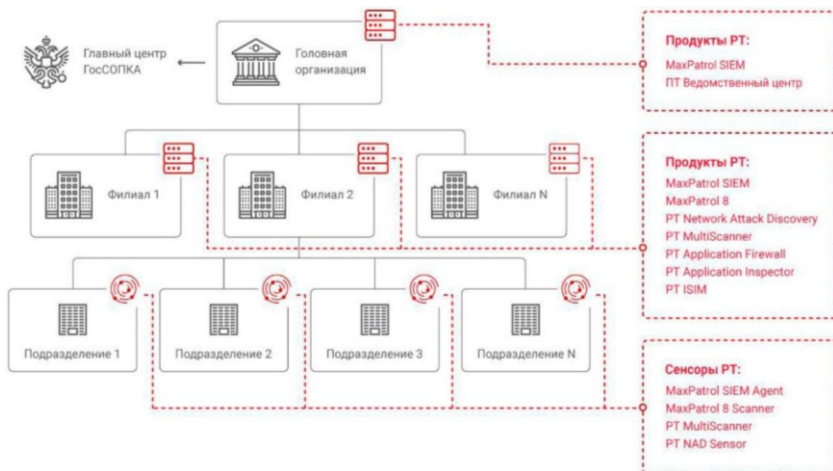 Главный центр
ГосСОПКА
Головная
организация
Продукты PT:
MaxPatrol SIEM
ПТ Ведомственный центр
Филиал 1
Филиал 2
Филиал N
Продукты PT:
MaxPatrol SIEM
MaxPatrol 8
PT Network Attack Discovery
PT MultiScanner
PT Application Firewall
PT Application Inspector
PT ISIM
Подразделение 1
Подразделение 2
Подразделение 3
Подразделение N
Сенсоры PT:
MaxPatrol SIEM Agent
MaxPatrol 8 Scanner
PT MultiScanner
PT NAD Sensor